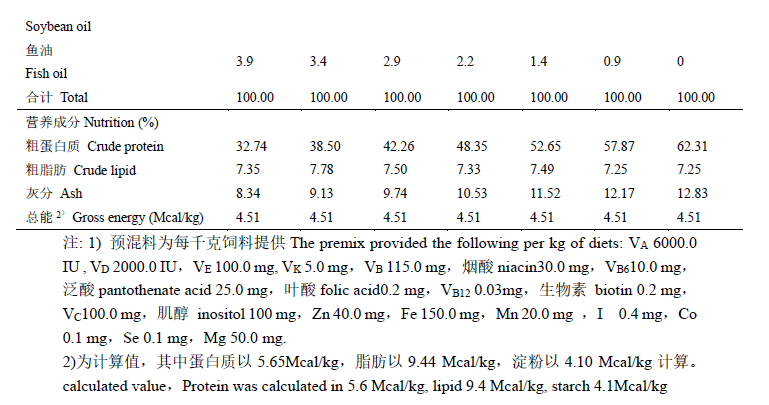 Soybean oil
鱼油
Fish oil 3.9 3.4 2.9 2.2 1.4 0.9 0
合计 Total 100.00 100.00 100.00 100.00 100.00 100.00 100.00
营养成分 Nutrition (%)
粗蛋白质 Crude protein 32.74 38.50 42.26 48.35 52.65 57.87 62.31
粗脂肪 Crude lipid 7.35 7.78 7.50 7.33 7.49 7.25 7.25
灰分 Ash 8.34 9.13 9.74 10.53 11.52 12.17 12.83
总能 2) Gross energy (Mcal/kg) 4.51 4.51 4.51 4.51 4.51 4.51 4.51
注: 1) 预混料为每千克饲料提供 The premix provided the following per kg of diets: VA 6000.0
IU , VD 2000.0 IU，VE 100.0 mg, VK 5.0 mg，VB 115.0 mg，烟酸 niacin30.0 mg，VB610.0 mg，
泛酸 pantothenate acid 25.0 mg，叶酸 folic acid0.2 mg，VB12 0.03mg，生物素 biotin 0.2 mg，
VC100.0 mg，肌醇 inositol 100 mg，Zn 40.0 mg，Fe 150.0 mg，Mn 20.0 mg ，I 0.4 mg，Co
0.1 mg，Se 0.1 mg，Mg 50.0 mg.
2)为计算值，其中蛋白质以 5.65Mcal/kg，脂肪以 9.44 Mcal/kg，淀粉以 4.10 Mcal/kg 计算。
calculated value，Protein was calculated in 5.6 Mcal/kg, lipid 9.4 Mcal/kg, starch 4.1Mcal/kg